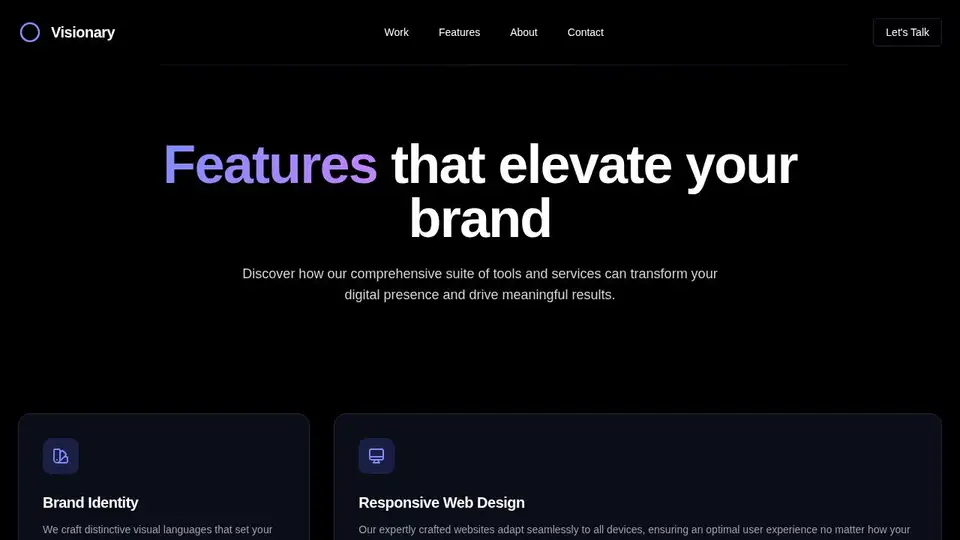 Visionary
Work
Features
About
Contact
Let's Talk
Features that elevate your
brand
Discover how our comprehensive suite of tools and services can transform your
digital presence and drive meaningful results.
Brand Identity
We craft distinctive visual languages that set your
Responsive Web Design
Our expertly crafted websites adapt seamlessly to all devices, ensuring an optimal user experience no matter how your